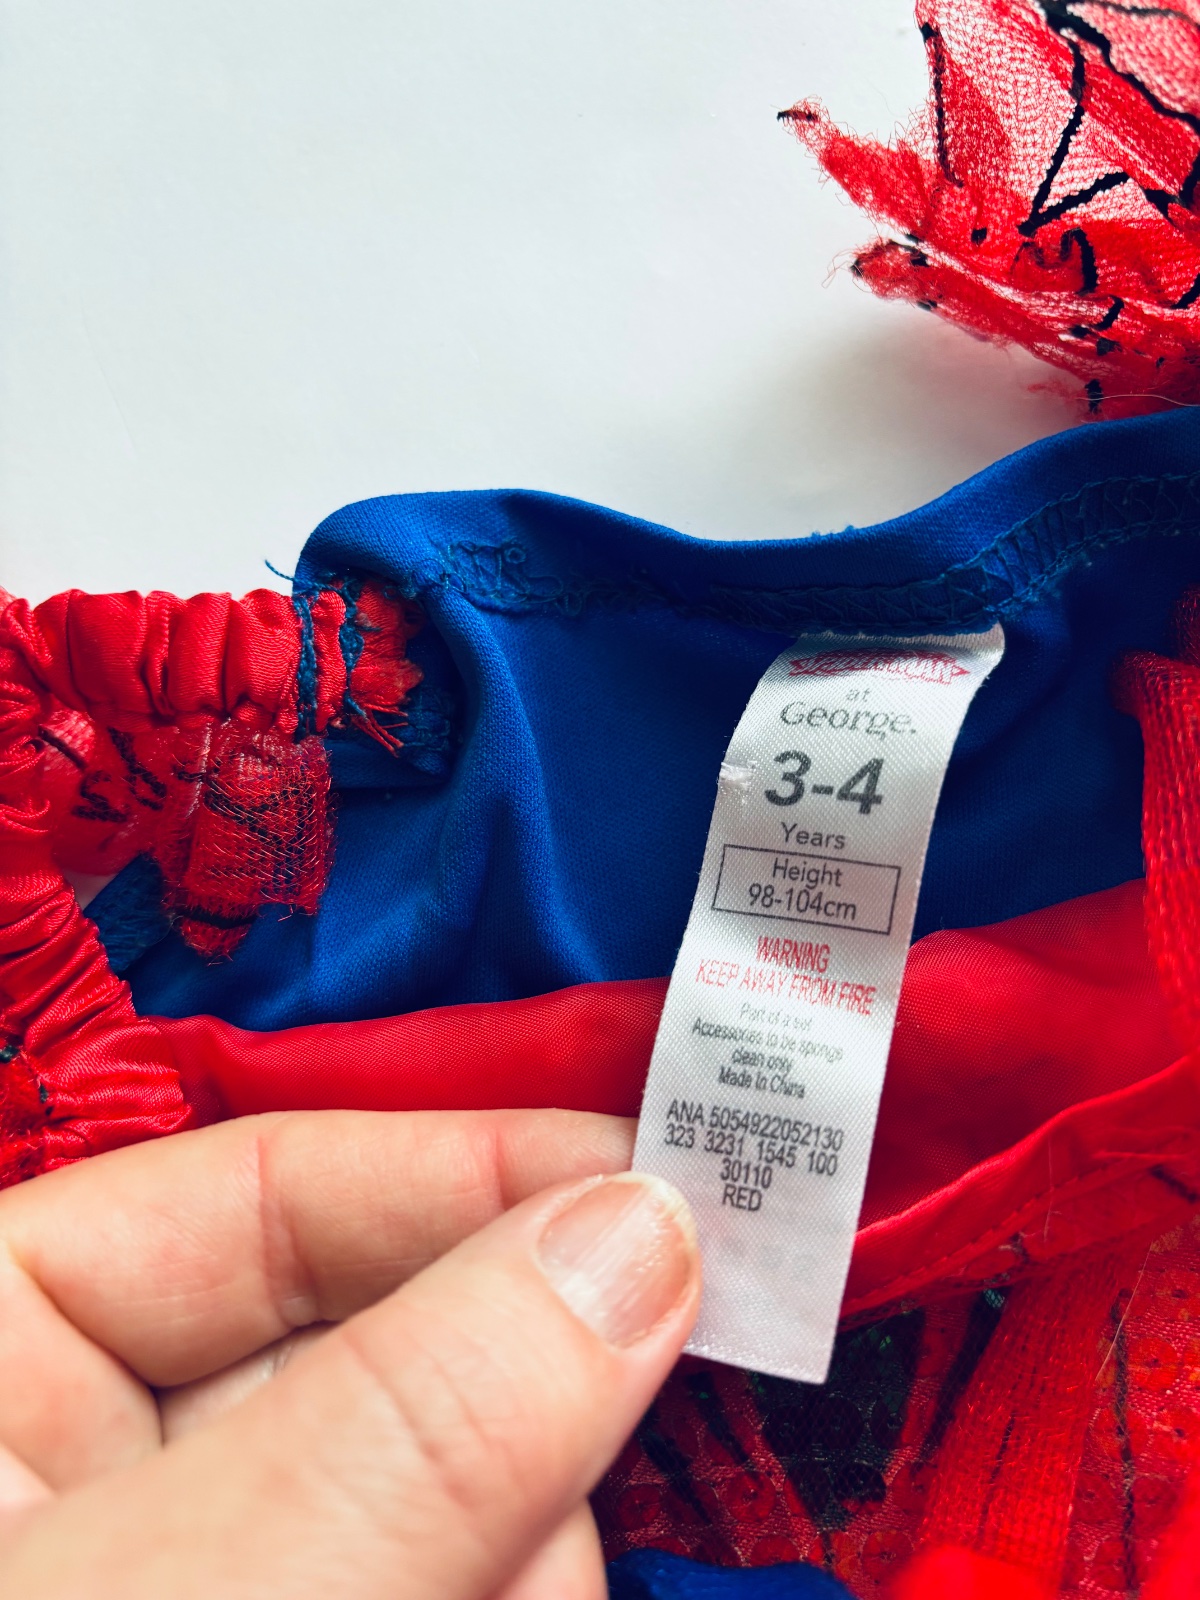 at
George.
3-4
Years
Height
98-104cm
WARNING
KEEP AWAY FROM FIRE
Part of a set
Accessories to be sponge
clean only
Made in China
ANA 5054922052130
323 3231 1545 100
30110
RED